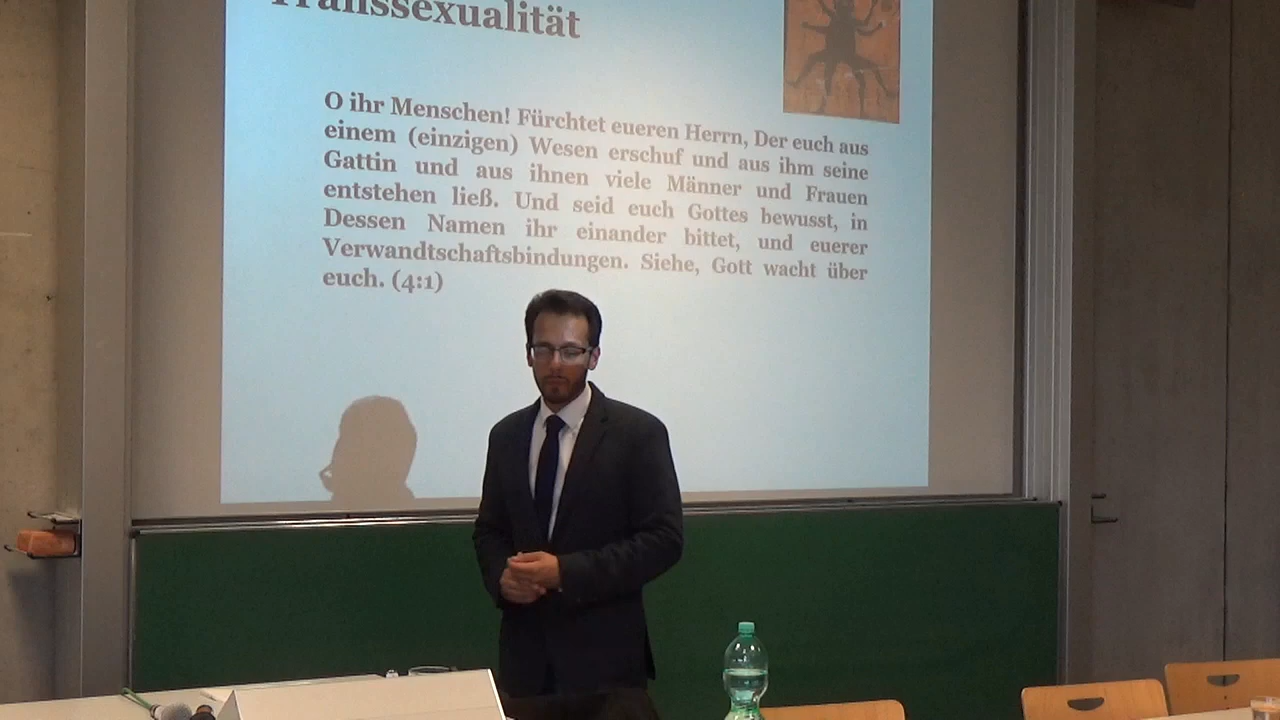 Transsexualität
O ihr Menschen! Fürchtet eueren Herrn, Der euch aus
einem (einzigen) Wesen erschuf und aus ihm seine
Gattin und aus ihnen viele Männer und Frauen
entstehen ließ. Und seid euch Gottes bewusst, in
Dessen Namen ihr einander bittet, und euerer
Verwandtschaftsbindungen. Siehe, Gott wacht über
euch. (4:1)